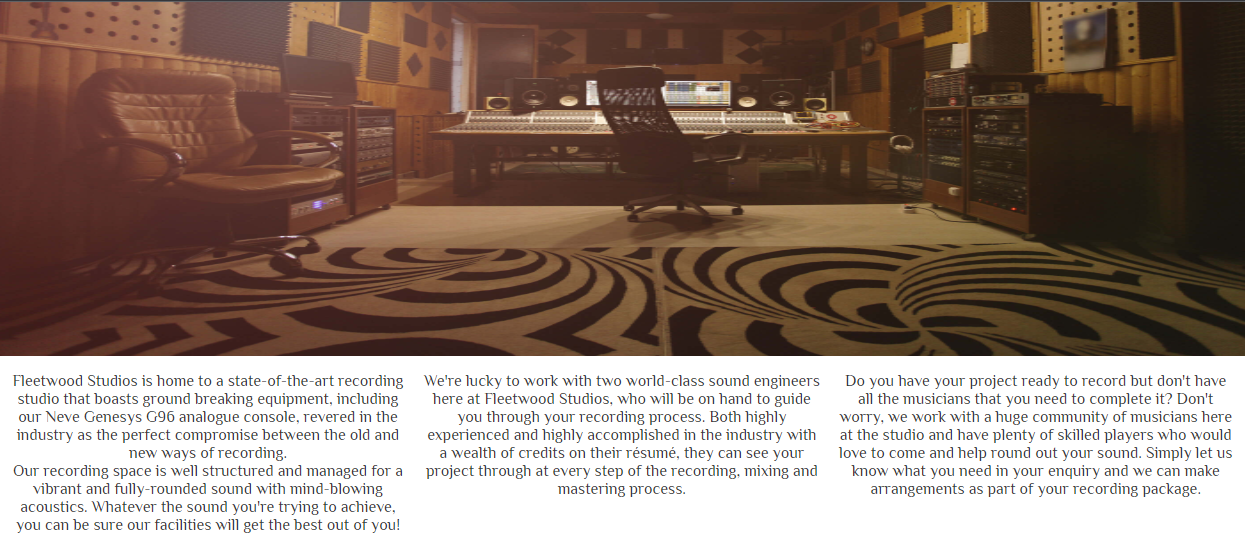 Fleetwood Studios is home to a state-of-the-art recording
studio that boasts ground breaking equipment, including
our Neve Genesys G96 analogue console, revered in the
industry as the perfect compromise between the old and
new ways of recording.
Our recording space is well structured and managed for a
vibrant and fully-rounded sound with mind-blowing
acoustics. Whatever the sound you're trying to achieve,
you can be sure our facilities will get the best out of you!
We're lucky to work with two world-class sound engineers
here at Fleetwood Studios, who will be on hand to guide
you through your recording process. Both highly
experienced and highly accomplished in the industry with
a wealth of credits on their résumé, they can see your
project through at every step of the recording, mixing and
mastering process.
Do you have your project ready to record but don't have
all the musicians that you need to complete it? Don't
worry, we work with a huge community of musicians here
at the studio and have plenty of skilled players who would
love to come and help round out your sound. Simply let us
know what you need in your enquiry and we can make
arrangements as part of your recording package.